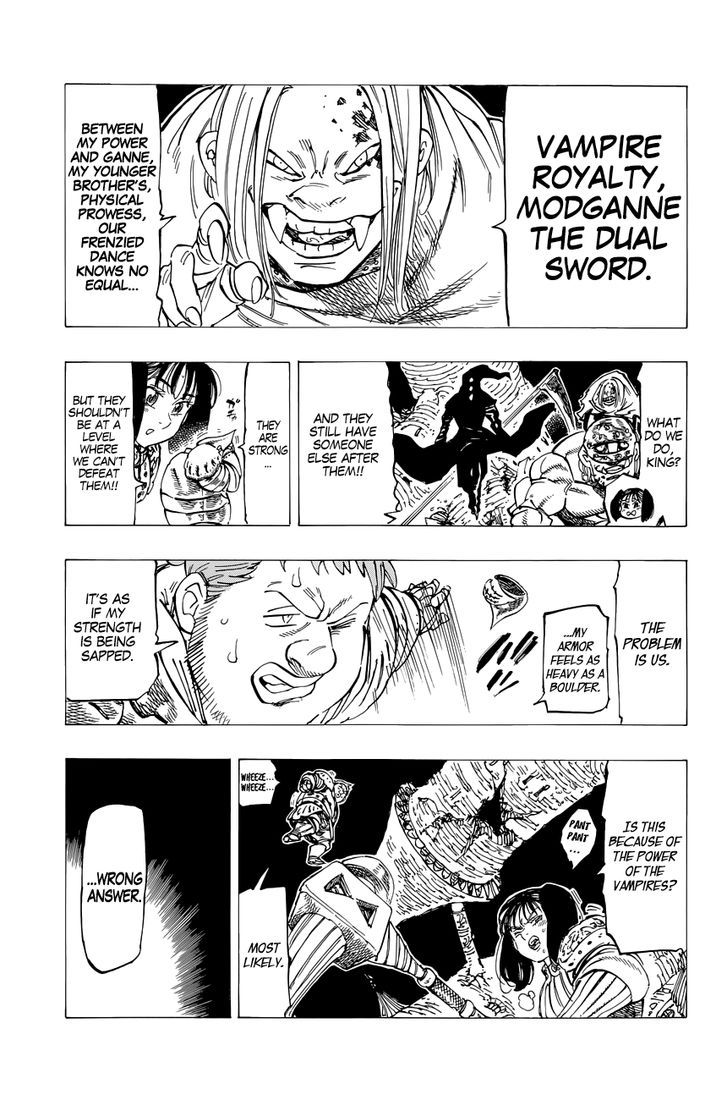 VAMPIRE
ROYALTY,
MODGANNE
THE DUAL
SWORD.
BETWEEN
MY POWER
AND GANNE,
MY YOUNGER
BROTHER'S,
PHYSICAL
PROWESS,
OUR
FRENZIED
DANCE
KNOWS NO
EQUAL...
WHAT
DO WE
DO,
KING?
AND THEY
STILL HAVE
SOMEONE
ELSE AFTER
THEM!!
THEY
ARE
STRONG
...
BUT THEY
SHOULDN'T
BE AT A
LEVEL
WHERE
WE CAN'T
DEFEAT
THEM!!
THE
PROBLEM
IS US.
...MY
ARMOR
FEELS AS
HEAVY AS A
BOULDER.
IT'S AS
IF MY
STRENGTH
IS BEING
SAPPED.
IS THIS
BECAUSE OF
THE POWER
OF THE
VAMPIRES?
PANT
PANT
...
WHEEZE...
WHEEZE...
MOST
LIKELY.
...WRONG
ANSWER.